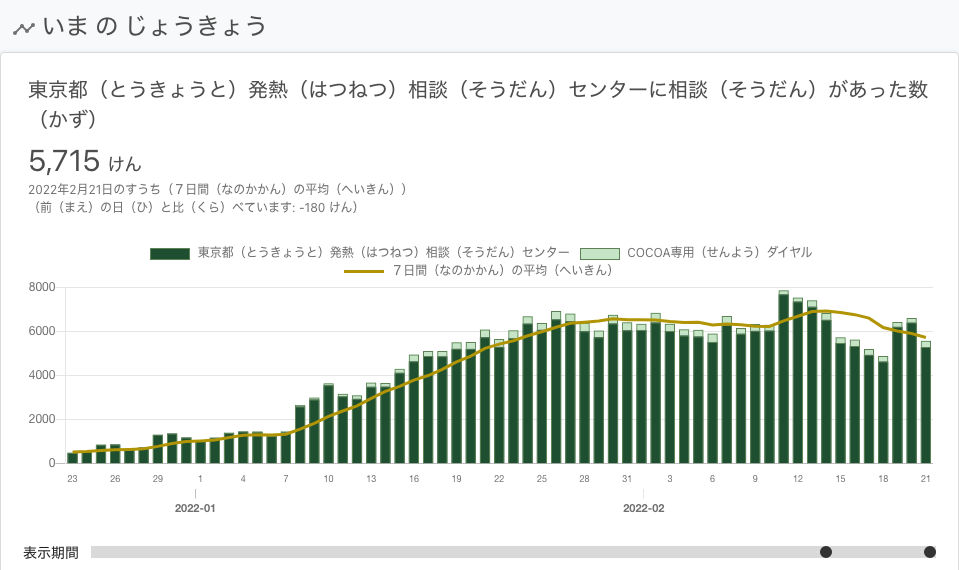 いま の じょうきょう
東京都（とうきょうと）発熱（はつねつ）相談（そうだん）センターに相談（そうだん）があった数
（かず）
5,715 けん
2022年2月21日のすうち（７日間（なのかかん）の平均（へいきん））
（前（まえ）の日（ひ）と比（くら）べています: -180 けん）
東京都（とうきょうと）発熱（はつねつ）相談（そうだん）センター COCOA専用（せんよう）ダイヤル
７日間（なのかかん）の平均（へいきん）
8000
6000
4000
2000
0
23 26 29 1 4 7 10 13 16 19 22 25 28 31 3 6 9 12 15 18 21
2022-01 2022-02
表示期間